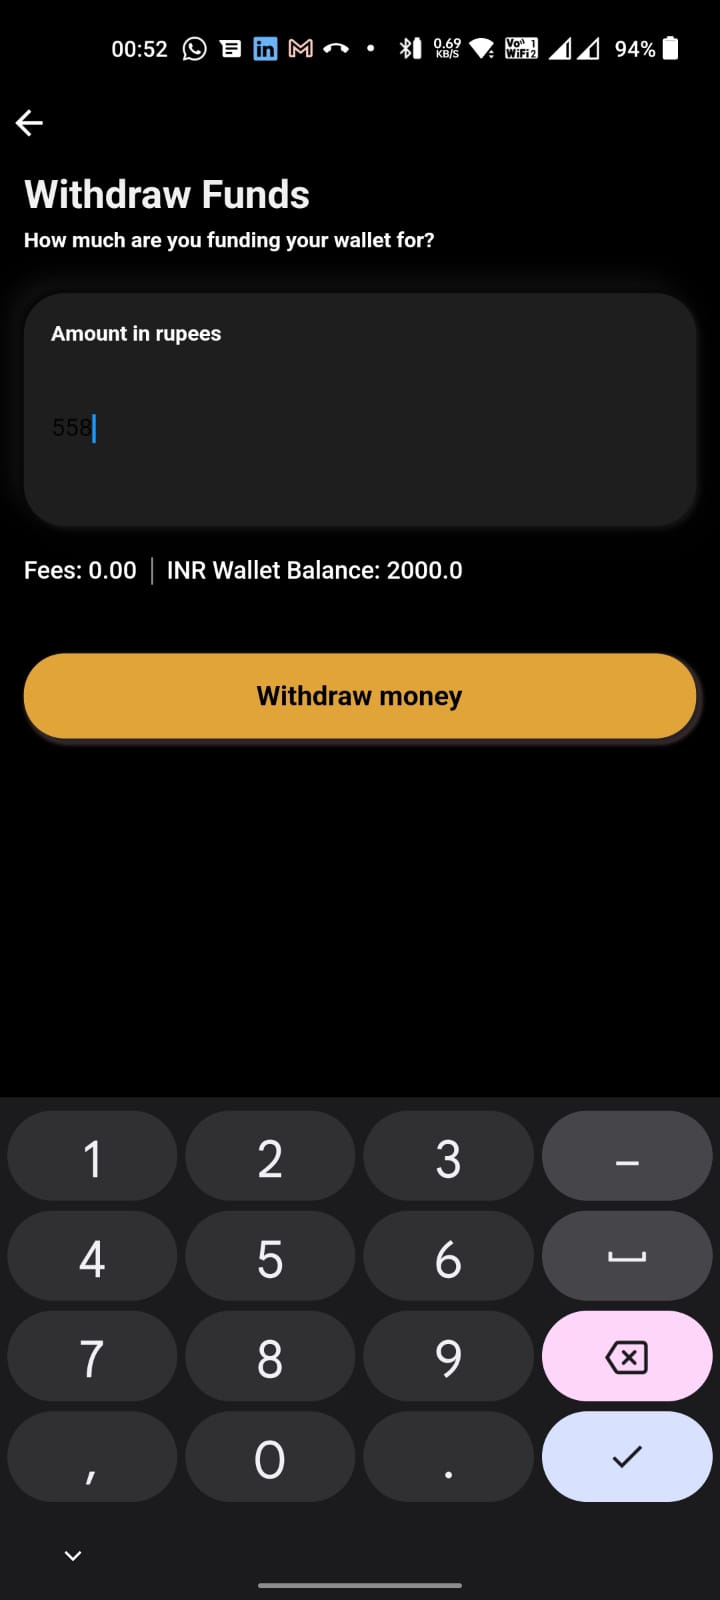 00:52 in 0.69 KB/S Vo 1 WiFi2 94%
Withdraw Funds
How much are you funding your wallet for?
Amount in rupees
558
Fees: 0.00 | INR Wallet Balance: 2000.0
Withdraw money
1 2 3 –
4 5 6
7 8 9
, 0 .